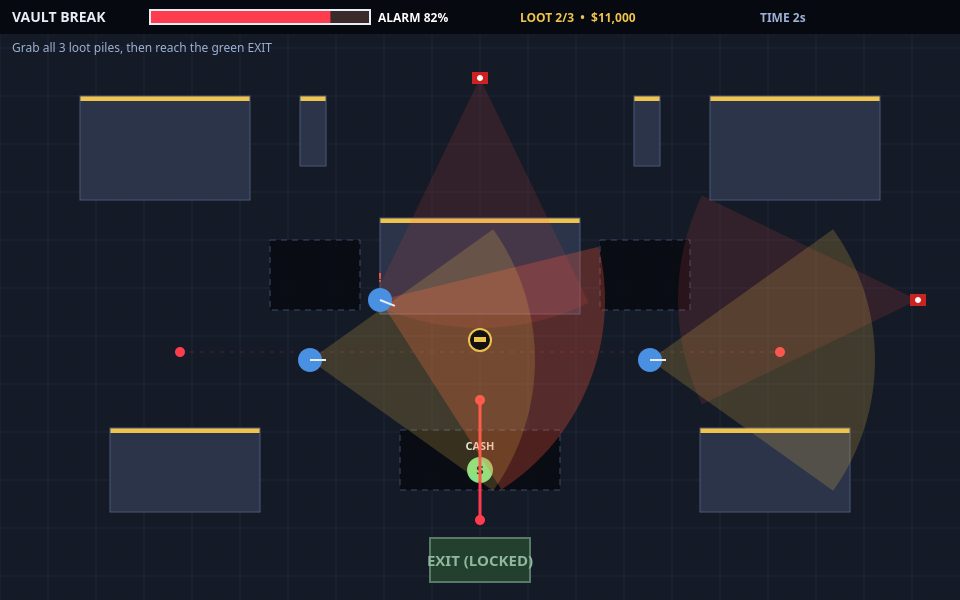 VAULT BREAK
ALARM 82%
LOOT 2/3 • $11,000
TIME 2s
Grab all 3 loot piles, then reach the green EXIT
!
CASH
$
EXIT (LOCKED)